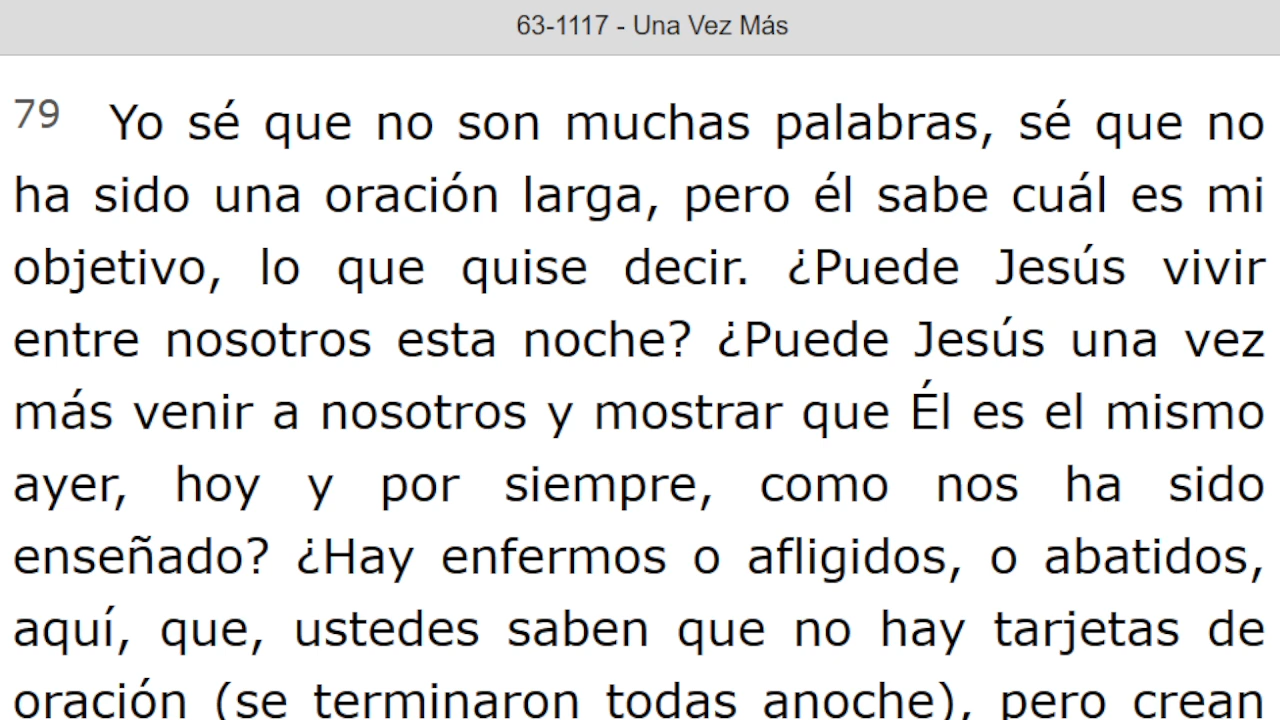 63-1117 - Una Vez Más
79 Yo sé que no son muchas palabras, sé que no
ha sido una oración larga, pero él sabe cuál es mi
objetivo, lo que quise decir. ¿Puede Jesús vivir
entre nosotros esta noche? ¿Puede Jesús una vez
más venir a nosotros y mostrar que Él es el mismo
ayer, hoy y por siempre, como nos ha sido
enseñado? ¿Hay enfermos o afligidos, o abatidos,
aquí, que, ustedes saben que no hay tarjetas de
oración (se terminaron todas anoche), pero crean